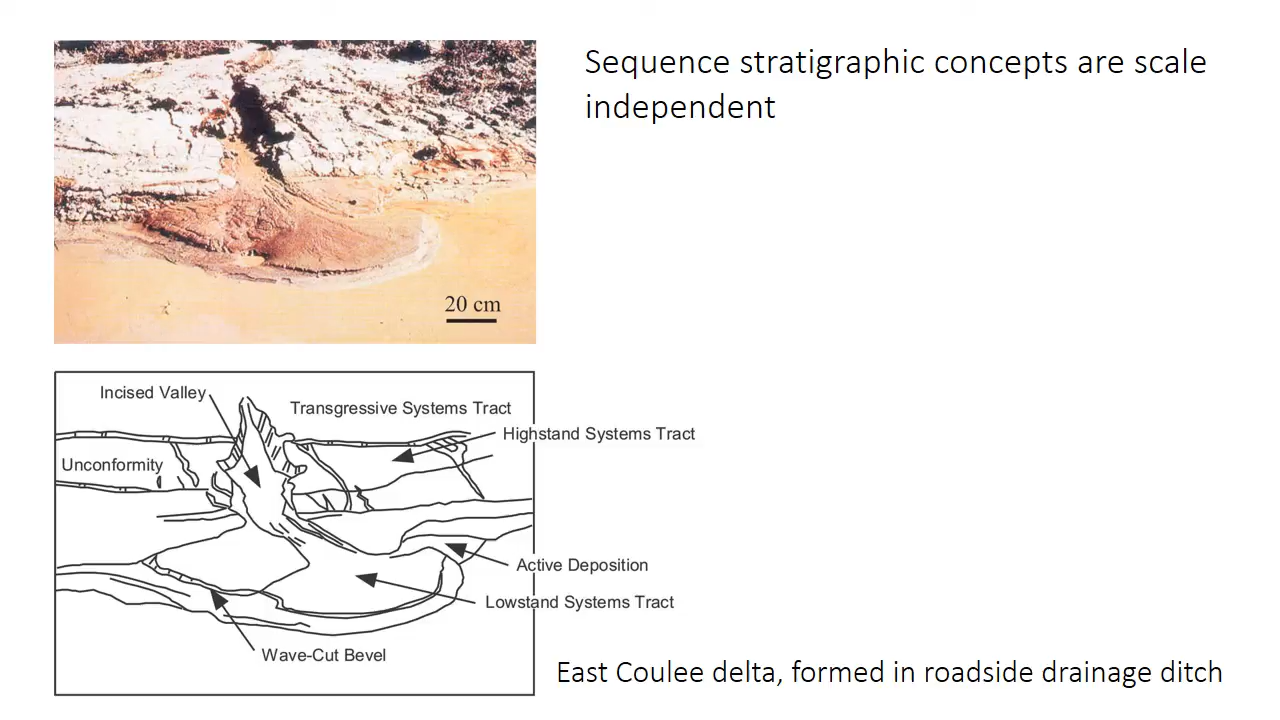 Sequence stratigraphic concepts are scale
independent
20 cm
Incised Valley
Transgressive Systems Tract
Highstand Systems Tract
Unconformity
Active Deposition
Lowstand Systems Tract
Wave-Cut Bevel
East Coulee delta, formed in roadside drainage ditch